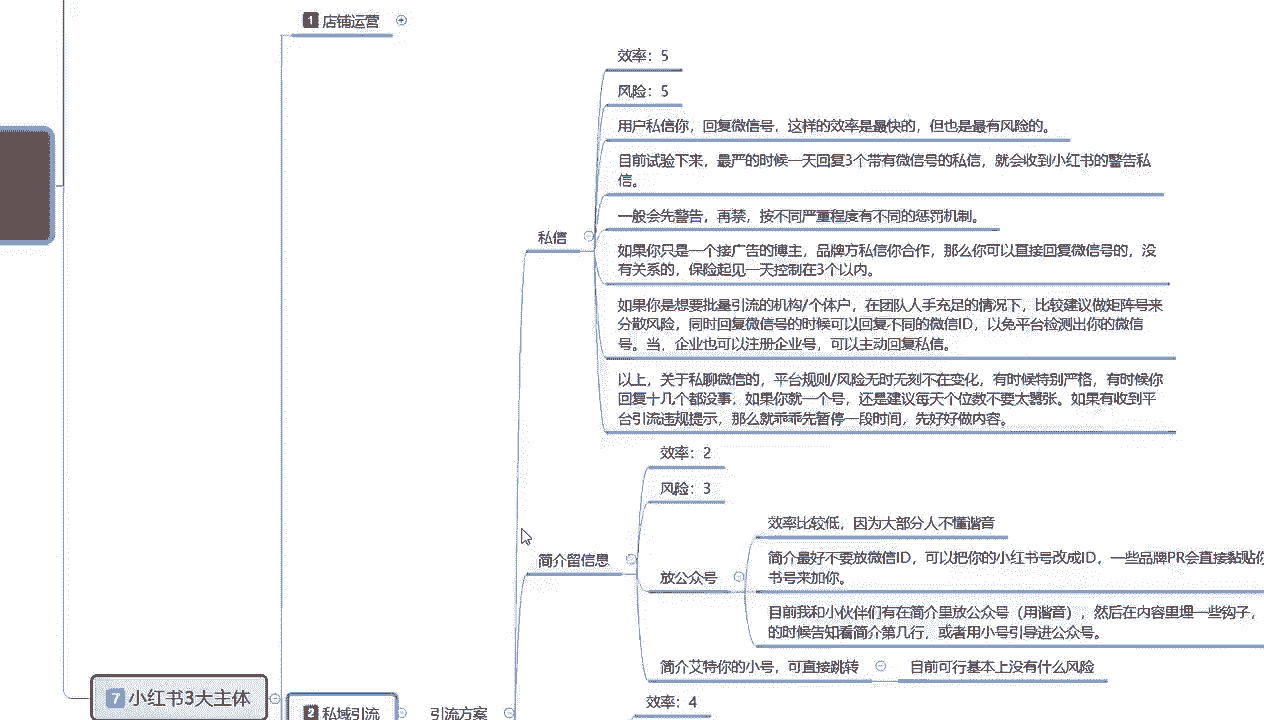 1 店铺运营
效率：5
风险：5
用户私信你，回复微信号，这样的效率是最快的，但也是最有风险的。
目前试验下来，最严的时候一天回复3个带有微信号的私信，就会收到小红书的警告私
信。
一般会先警告，再禁，按不同严重程度有不同的惩罚机制。
私信
如果你只是一个接广告的博主，品牌方私信你合作，那么你可以直接回复微信号的，没
有关系的，保险起见一天控制在3个以内。
如果你是想要批量引流的机构/个体户，在团队人手充足的情况下，比较建议做矩阵号来
分散风险，同时回复微信号的时候可以回复不同的微信ID，以免平台检测出你的微信
号。当，企业也可以注册企业号，可以主动回复私信。
以上，关于私聊微信的，平台规则/风险无时无刻不在变化，有时候特别严格，有时候你
回复十几个都没事，如果你就一个号，还是建议每天个位数不要太嚣张。如果有收到平
台引流违规提示，那么就乖乖先暂停一段时间，先好好做内容。
效率：2
风险：3
效率比较低，因为大部分人不懂谐音
简介留信息
简介最好不要放微信ID，可以把你的小红书号改成ID，一些品牌PR会直接黏贴你
书号来加你。
放公众号
目前我和小伙伴们有在简介里放公众号（用谐音），然后在内容里埋一些钩子，
的时候告知看简介第几行，或者用小号引导进公众号。
简介艾特你的小号，可直接跳转
目前可行基本上没有什么风险
7 小红书3大主体
效率：4
2 私域引流
引流方案